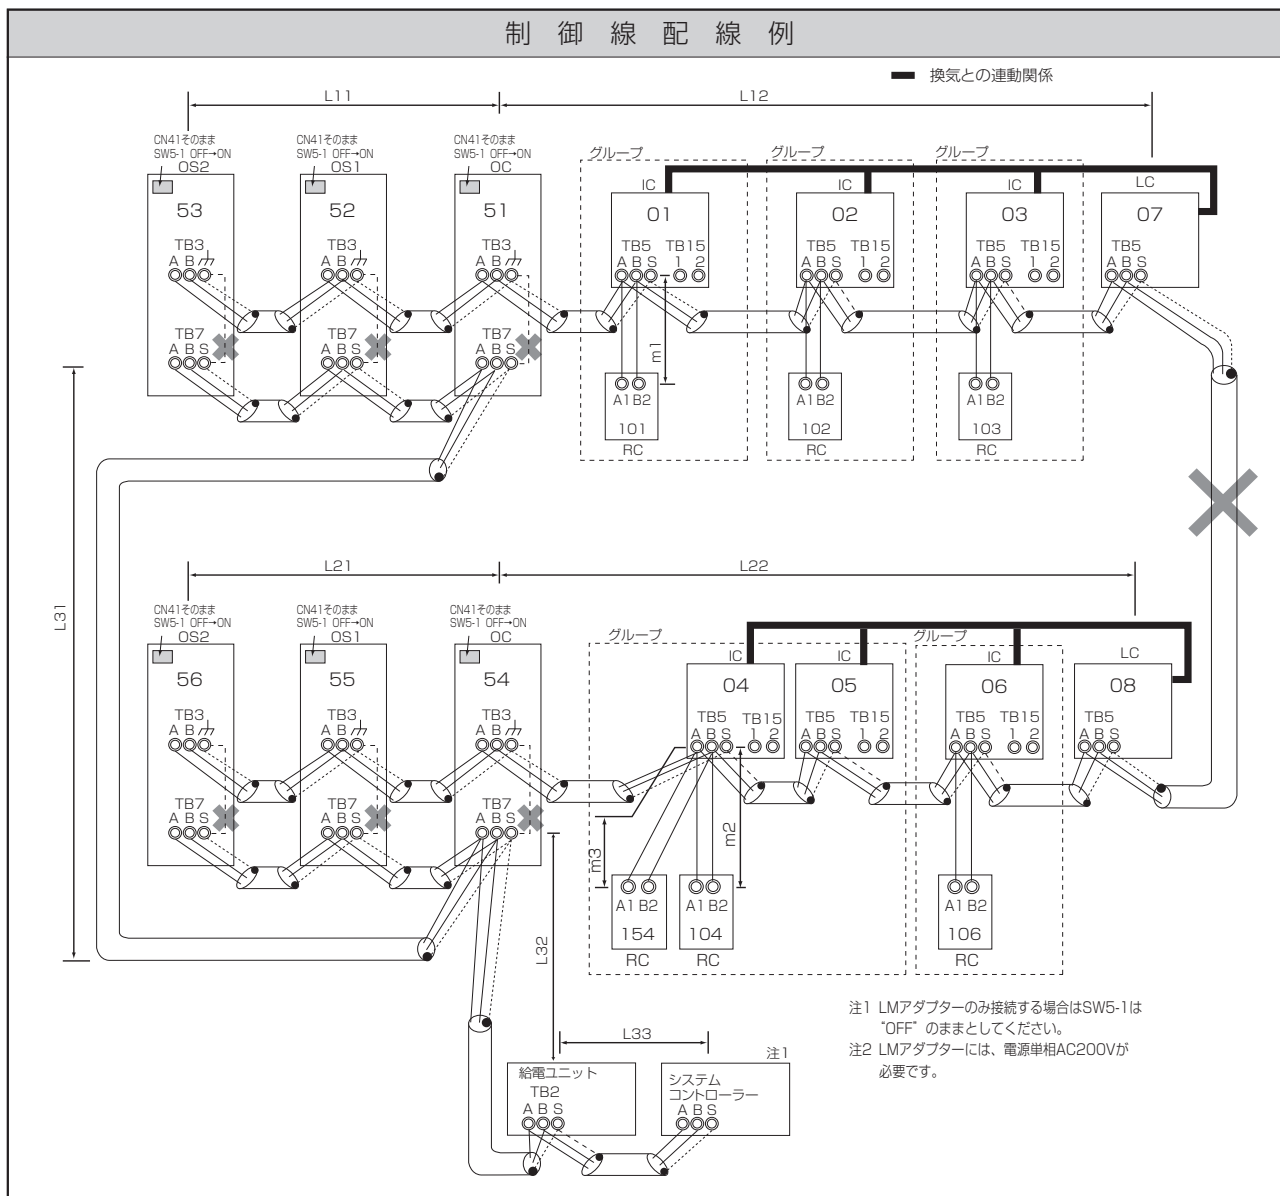 制御線配線例
換気との連動関係
L11
L12
CN41そのまま
SW5-1 OFF→ON
OS2
CN41そのまま
SW5-1 OFF→ON
OS1
CN41そのまま
SW5-1 OFF→ON
OC
グループ
グループ
グループ
IC
IC
IC
LC
53
52
51
01
02
03
07
TB3
A B
TB3
A B
TB3
A B
TB5
A B S
TB15
1 2
TB5
A B S
TB15
1 2
TB5
A B S
TB15
1 2
TB5
A B S
TB7
A B S
TB7
A B S
TB7
A B S
m1
A1 B2
101
RC
A1 B2
102
RC
A1 B2
103
RC
L31
L21
L22
CN41そのまま
SW5-1 OFF→ON
OS2
CN41そのまま
SW5-1 OFF→ON
OS1
CN41そのまま
SW5-1 OFF→ON
OC
グループ
グループ
IC
IC
IC
LC
56
55
54
04
05
06
08
TB3
A B
TB3
A B
TB3
A B
TB5
A B S
TB15
1 2
TB5
A B S
TB15
1 2
TB5
A B S
TB15
1 2
TB5
A B S
TB7
A B S
TB7
A B S
TB7
A B S
m3
m2
A1 B2
154
RC
A1 B2
104
RC
A1 B2
106
RC
L32
L33
注1 LMアダプターのみ接続する場合はSW5-1は
"OFF" のままとしてください。
注2 LMアダプターには、電源単相AC200Vが
必要です。
注1
給電ユニット
TB2
A B S
システム
コントローラー
A B S